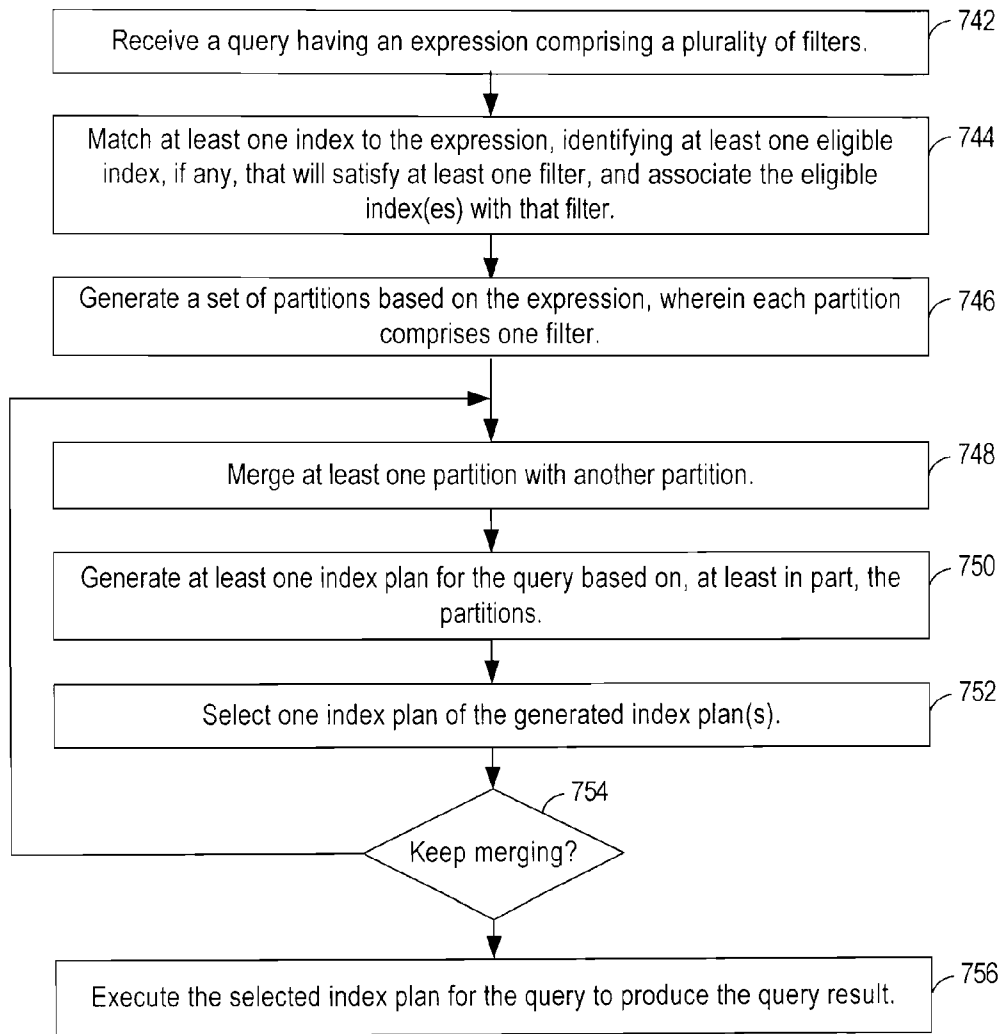 742
Receive a query having an expression comprising a plurality of filters.
744
Match at least one index to the expression, identifying at least one eligible
index, if any, that will satisfy at least one filter, and associate the eligible
index(es) with that filter.
746
Generate a set of partitions based on the expression, wherein each partition
comprises one filter.
748
Merge at least one partition with another partition.
750
Generate at least one index plan for the query based on, at least in part, the
partitions.
752
Select one index plan of the generated index plan(s).
754
Keep merging?
756
Execute the selected index plan for the query to produce the query result.